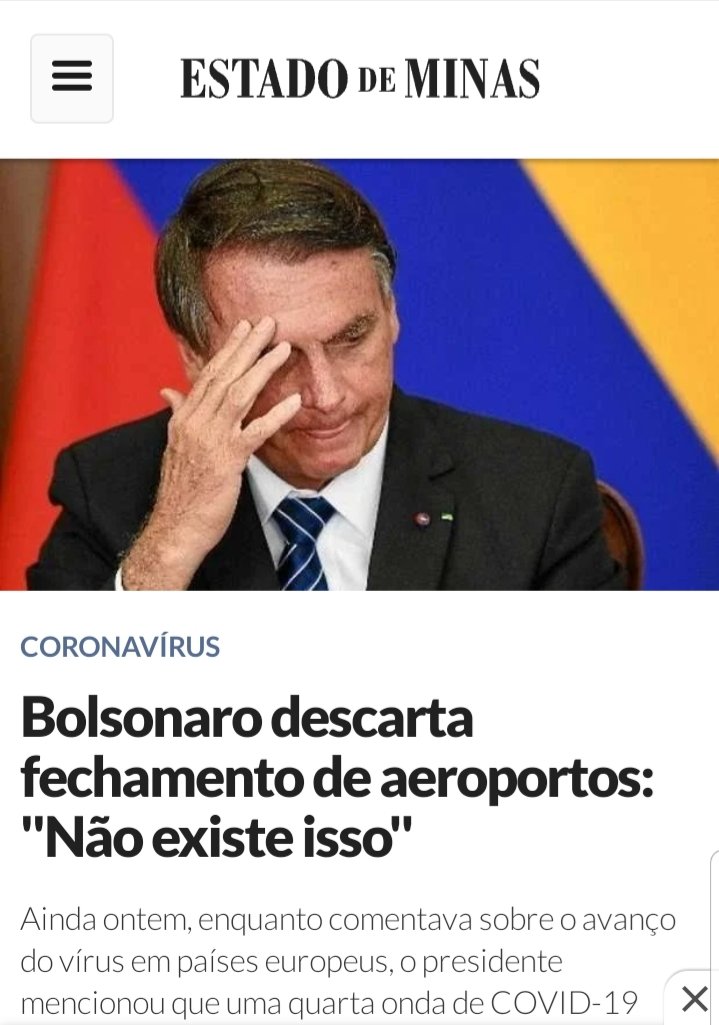 ESTADO DE MINAS
CORONAVÍRUS
Bolsonaro descarta
fechamento de aeroportos:
"Não existe isso"
Ainda ontem, enquanto comentava sobre o avanço
do vírus em países europeus, o presidente
mencionou que uma quarta onda de COVID-19